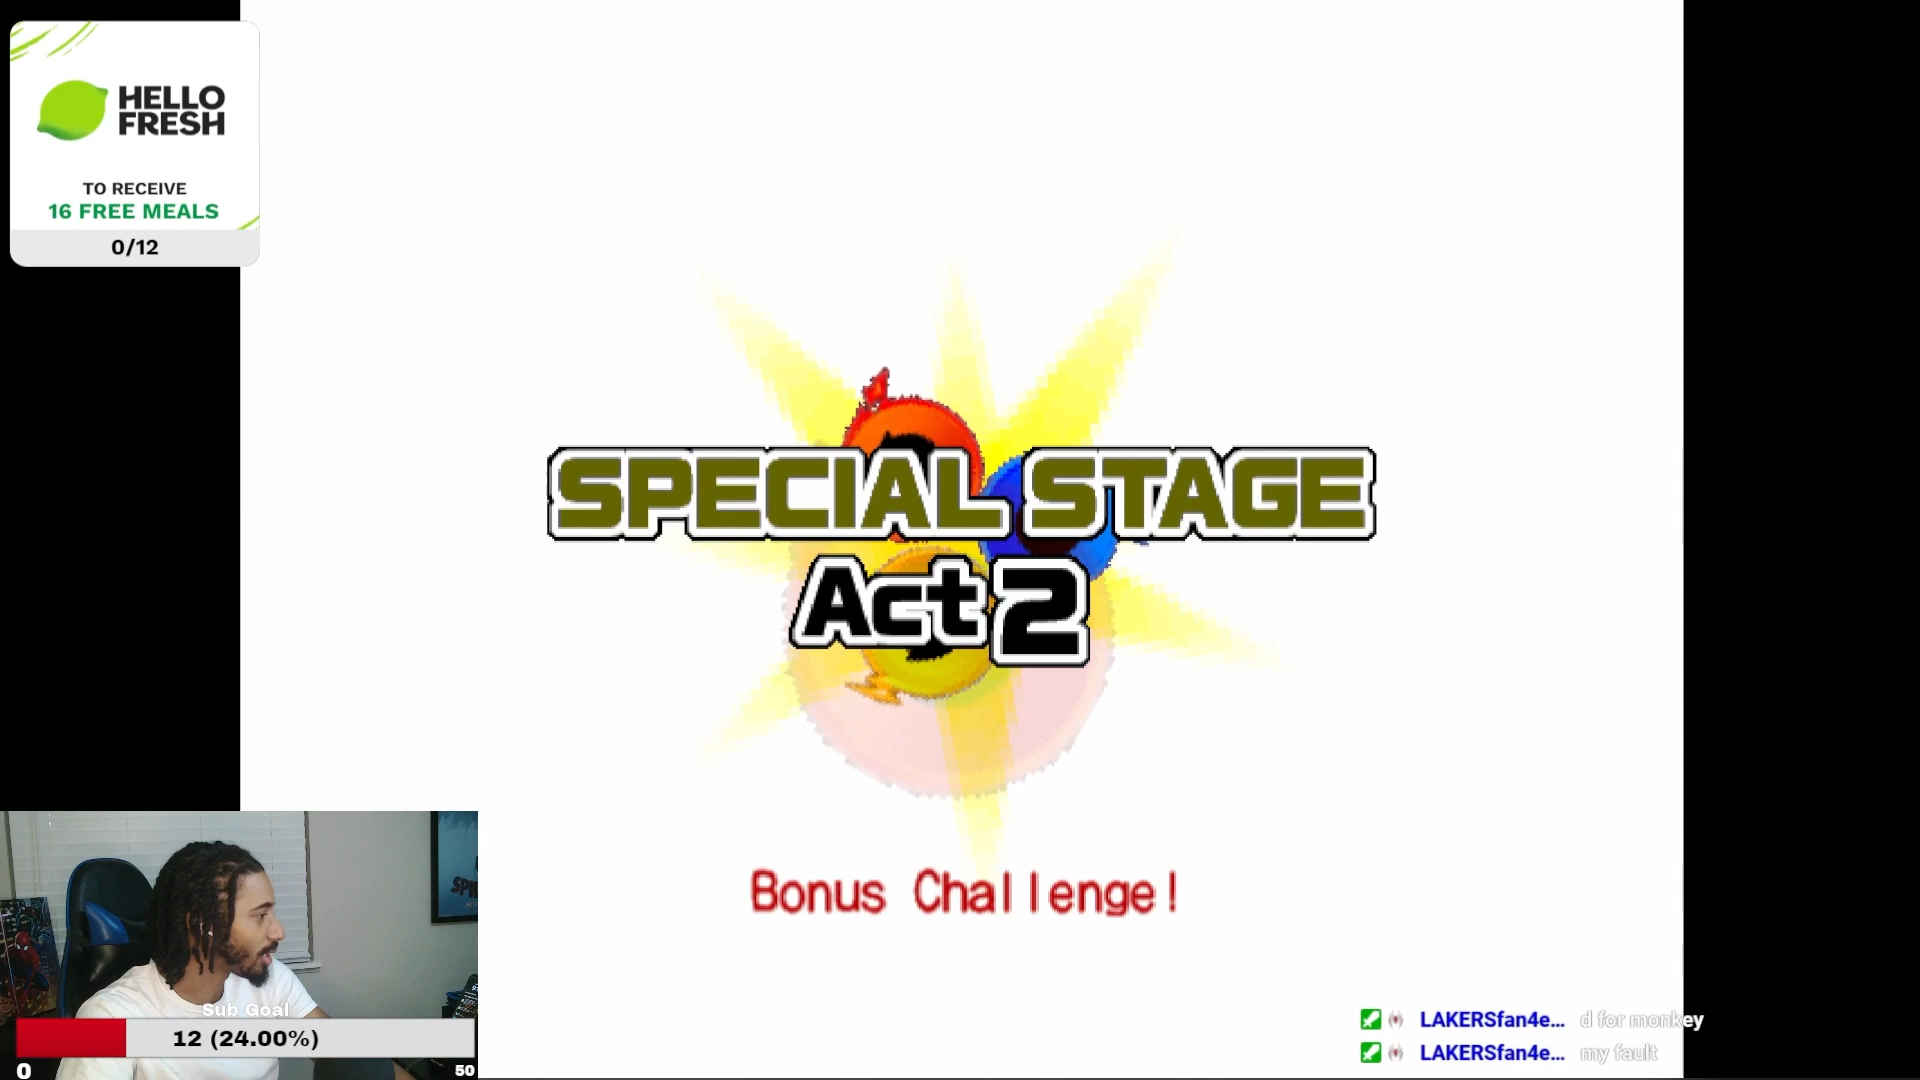 HELLO
FRESH
TO RECEIVE
16 FREE MEALS
0/12
SPECIAL STAGE
Act 2
Bonus Challenge!
Sub Goal
12 (24.00%)
0
50
LAKERSfan4e... d for monkey
LAKERSfan4e... my fault